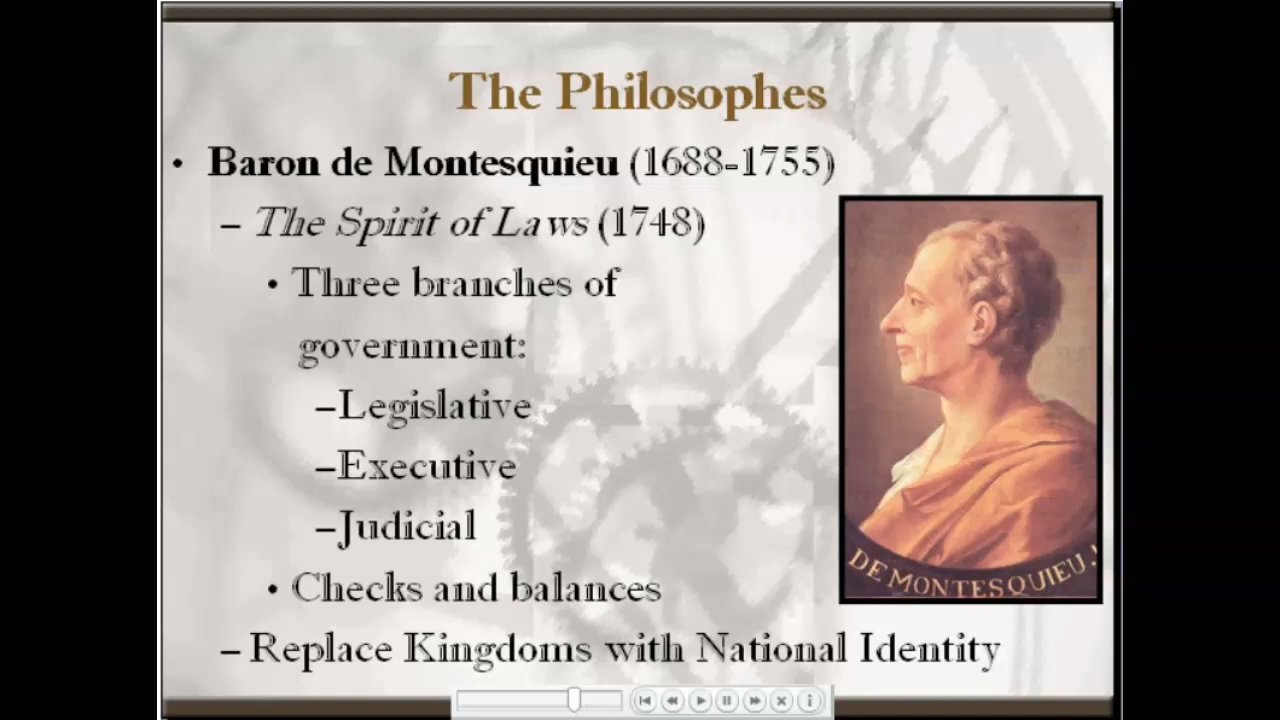 The Philosophes
• Baron de Montesquieu (1688-1755)
– The Spirit of Laws (1748)
• Three branches of
government:
–Legislative
–Executive
–Judicial
• Checks and balances
– Replace Kingdoms with National Identity
DE MONTESQUIEU.